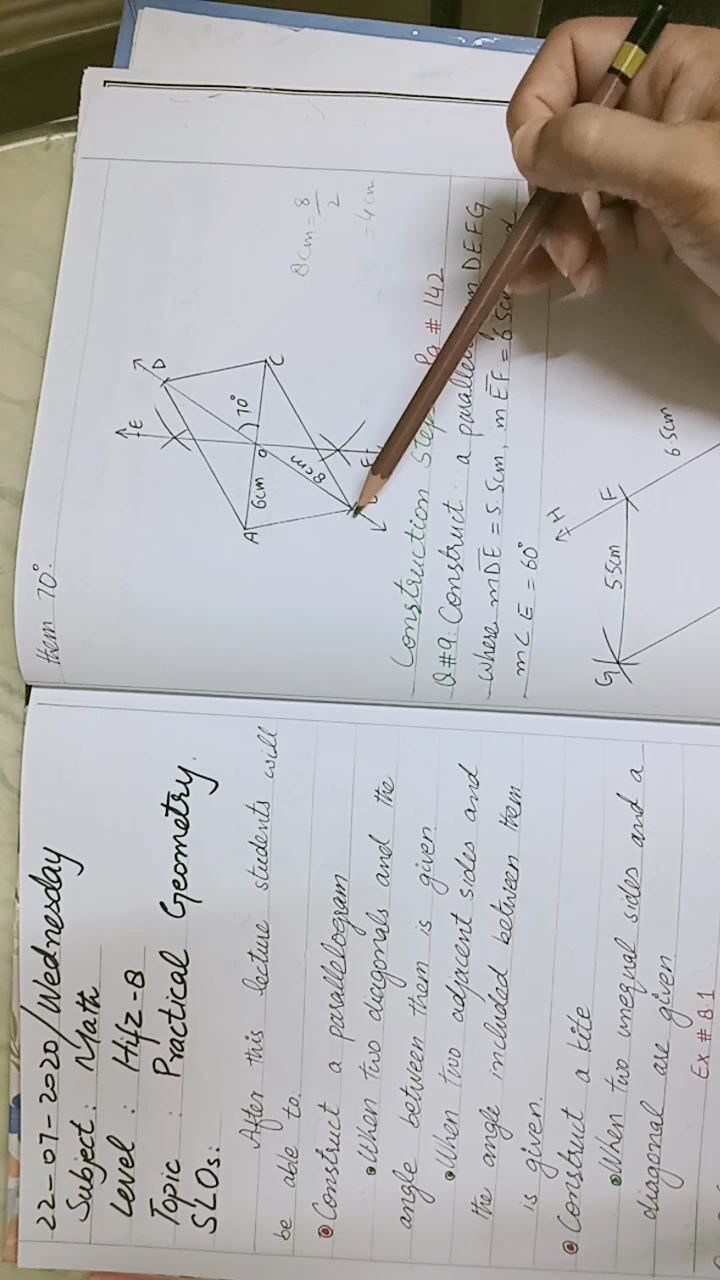 22-07-2020/Wednesday
Subject: Math
Level: Hifz-8
Topic: Practical Geometry.
SLOs:
After this lecture students will
be able to.
Construct a parallelogram
When two diagonals and the
angle between them is given.
When two adjacent sides and
the angle included between them
is given.
Construct a kite
When two unequal sides and a
diagonal are given.
Ex # 8.1
them 70°.
E
D
C
70°
O
6cm
8cm
A
8cm = 8/2
= 4cm
Construction Pg # 142
Q#9: Construct a DEFG
where mDE = 5.5cm, mEF = 6.5cm
m∠E = 60°
H
F
6.5cm
5.5cm
G